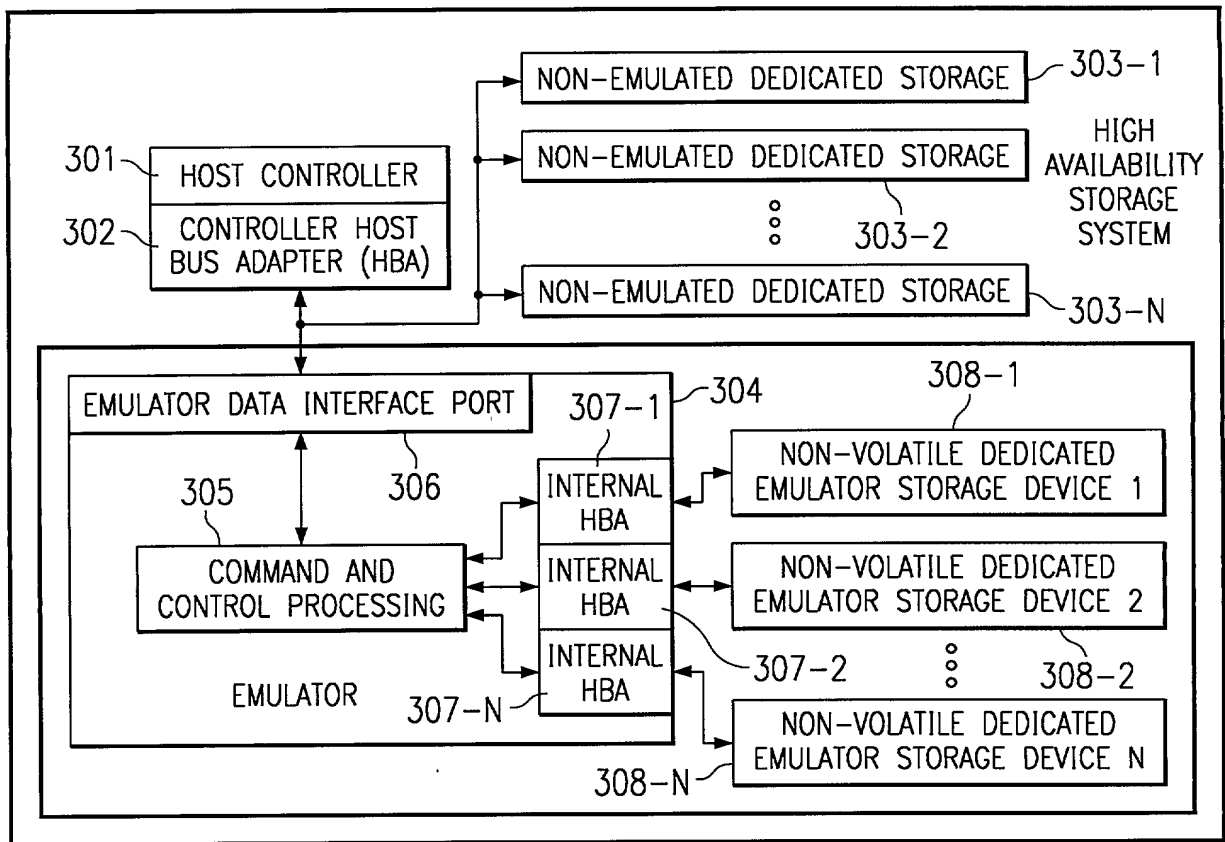 NON-EMULATED DEDICATED STORAGE
303-1
301
HOST CONTROLLER
302
CONTROLLER HOST
BUS ADAPTER (HBA)
NON-EMULATED DEDICATED STORAGE
303-2
HIGH
AVAILABILITY
STORAGE
SYSTEM
NON-EMULATED DEDICATED STORAGE
303-N
EMULATOR DATA INTERFACE PORT
304
306
305
COMMAND AND
CONTROL PROCESSING
EMULATOR
307-1
INTERNAL
HBA
INTERNAL
HBA
307-2
INTERNAL
HBA
307-N
308-1
NON-VOLATILE DEDICATED
EMULATOR STORAGE DEVICE 1
NON-VOLATILE DEDICATED
EMULATOR STORAGE DEVICE 2
308-2
NON-VOLATILE DEDICATED
EMULATOR STORAGE DEVICE N
308-N